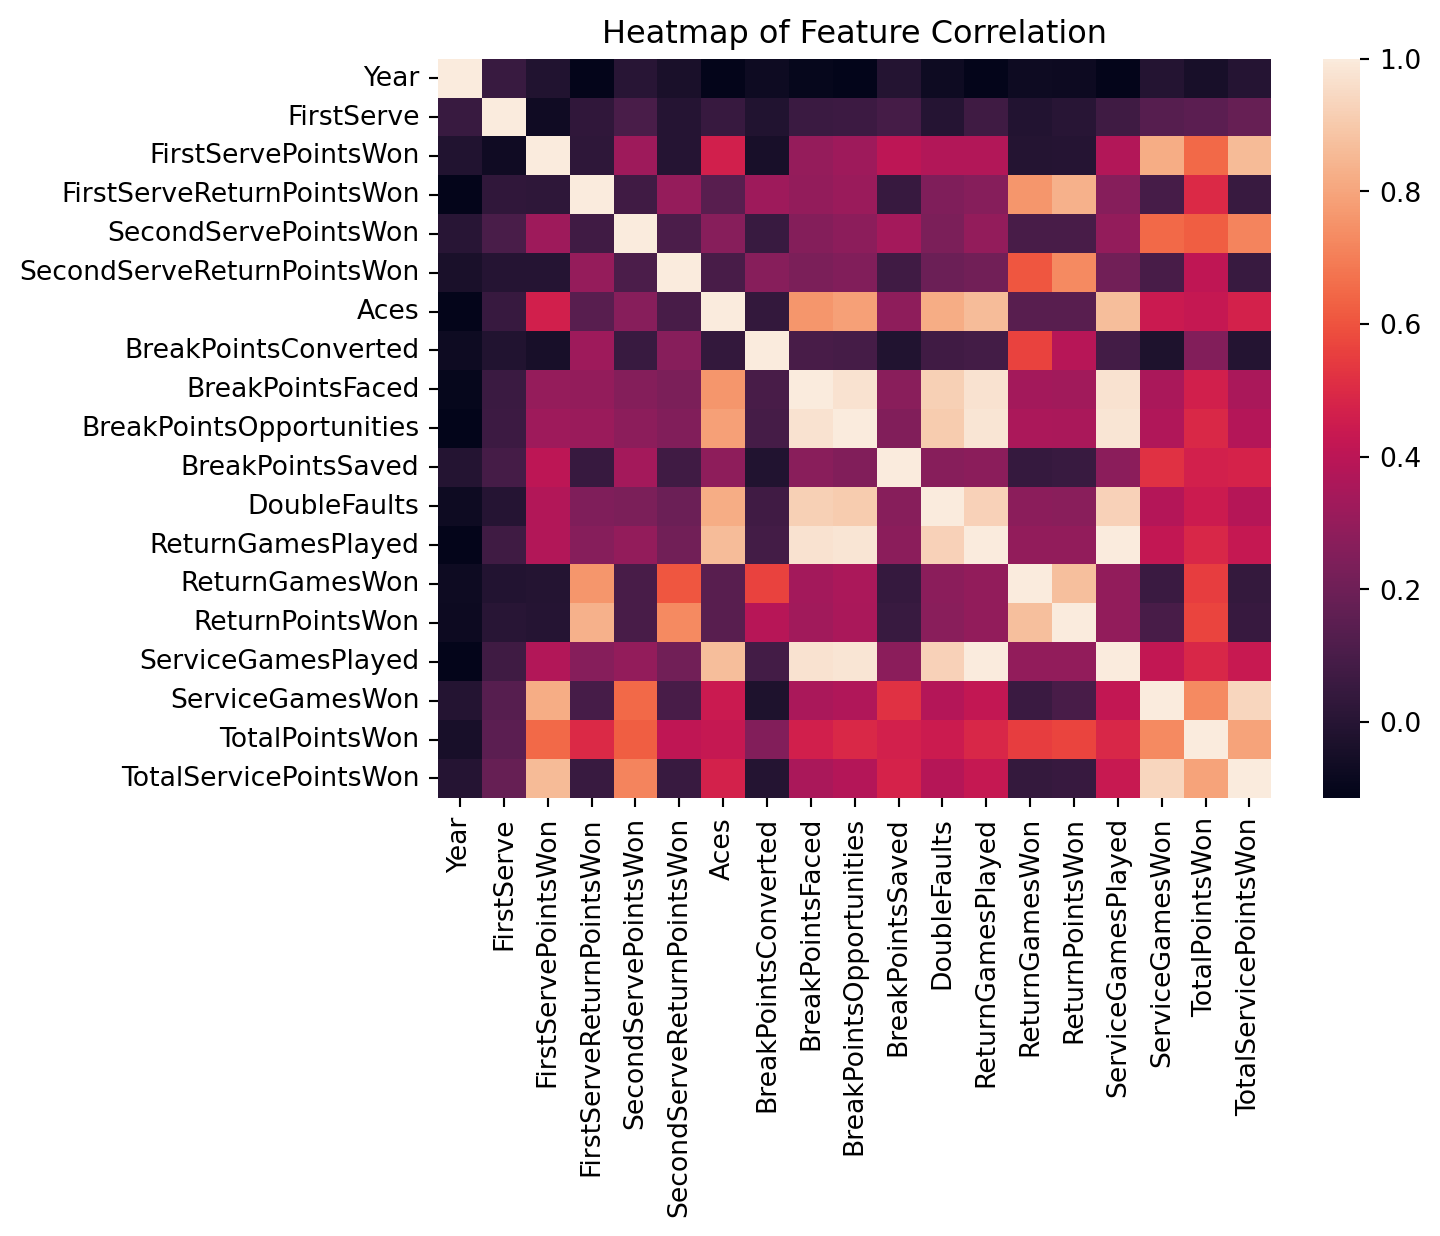 Heatmap of Feature Correlation
Year
FirstServe
FirstServePointsWon
FirstServeReturnPointsWon
SecondServePointsWon
SecondServeReturnPointsWon
Aces
BreakPointsConverted
BreakPointsFaced
BreakPointsOpportunities
BreakPointsSaved
DoubleFaults
ReturnGamesPlayed
ReturnGamesWon
ReturnPointsWon
ServiceGamesPlayed
ServiceGamesWon
TotalPointsWon
TotalServicePointsWon
Year
FirstServe
FirstServePointsWon
FirstServeReturnPointsWon
SecondServePointsWon
SecondServeReturnPointsWon
Aces
BreakPointsConverted
BreakPointsFaced
BreakPointsOpportunities
BreakPointsSaved
DoubleFaults
ReturnGamesPlayed
ReturnGamesWon
ReturnPointsWon
ServiceGamesPlayed
ServiceGamesWon
TotalPointsWon
TotalServicePointsWon
1.0
0.8
0.6
0.4
0.2
0.0